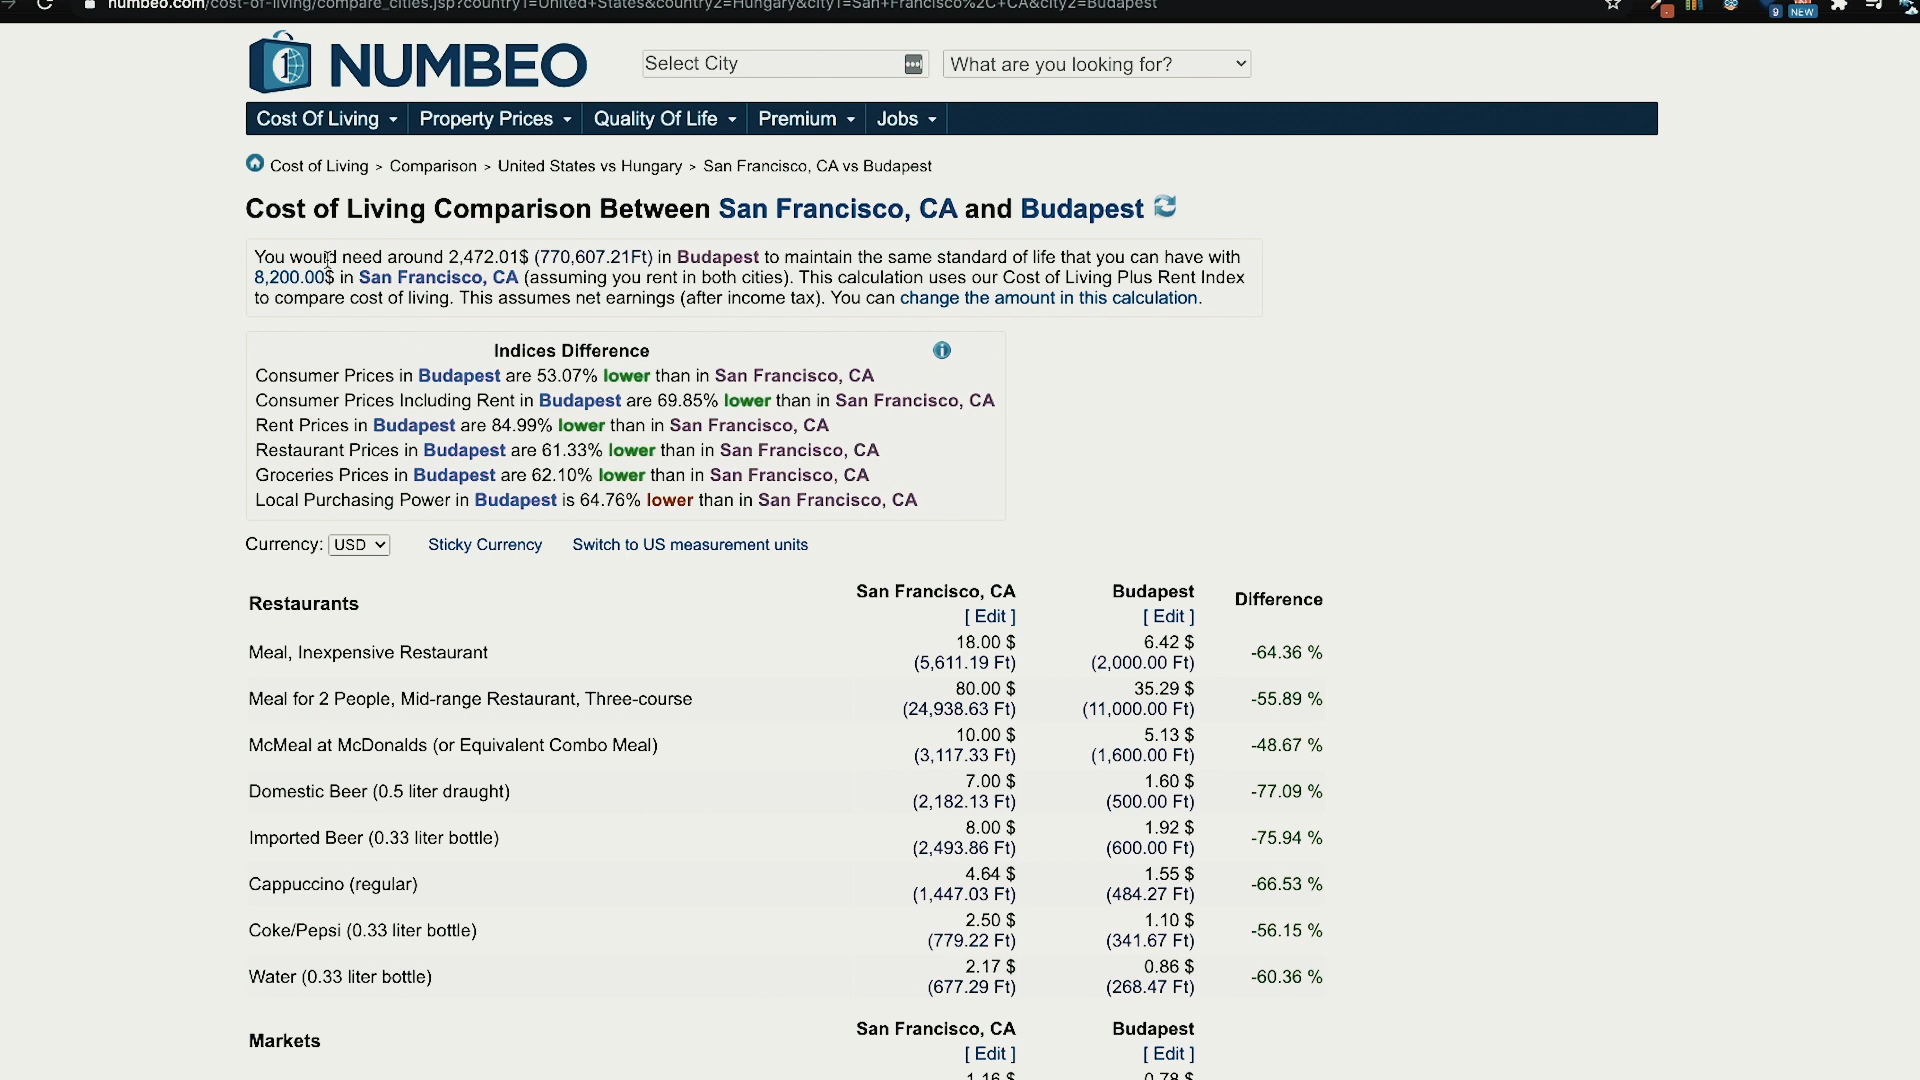 numbeo.com/cost-of-living/compare_cities.jsp?country1=United+States&country2=Hungary&city1=San+Francisco%2C+CA&city2=Budapest
9 NEW
NUMBEO
Select City
What are you looking for?
Cost Of Living Property Prices Quality Of Life Premium Jobs
Cost of Living > Comparison > United States vs Hungary > San Francisco, CA vs Budapest
Cost of Living Comparison Between San Francisco, CA and Budapest
You would need around 2,472.01$ (770,607.21Ft) in Budapest to maintain the same standard of life that you can have with
8,200.00$ in San Francisco, CA (assuming you rent in both cities). This calculation uses our Cost of Living Plus Rent Index
to compare cost of living. This assumes net earnings (after income tax). You can change the amount in this calculation.
Indices Difference
Consumer Prices in Budapest are 53.07% lower than in San Francisco, CA
Consumer Prices Including Rent in Budapest are 69.85% lower than in San Francisco, CA
Rent Prices in Budapest are 84.99% lower than in San Francisco, CA
Restaurant Prices in Budapest are 61.33% lower than in San Francisco, CA
Groceries Prices in Budapest are 62.10% lower than in San Francisco, CA
Local Purchasing Power in Budapest is 64.76% lower than in San Francisco, CA
Currency: USD Sticky Currency Switch to US measurement units
Restaurants San Francisco, CA Budapest Difference
[ Edit ] [ Edit ]
Meal, Inexpensive Restaurant 18.00 $ 6.42 $ -64.36 %
(5,611.19 Ft) (2,000.00 Ft)
Meal for 2 People, Mid-range Restaurant, Three-course 80.00 $ 35.29 $ -55.89 %
(24,938.63 Ft) (11,000.00 Ft)
McMeal at McDonalds (or Equivalent Combo Meal) 10.00 $ 5.13 $ -48.67 %
(3,117.33 Ft) (1,600.00 Ft)
Domestic Beer (0.5 liter draught) 7.00 $ 1.60 $ -77.09 %
(2,182.13 Ft) (500.00 Ft)
Imported Beer (0.33 liter bottle) 8.00 $ 1.92 $ -75.94 %
(2,493.86 Ft) (600.00 Ft)
Cappuccino (regular) 4.64 $ 1.55 $ -66.53 %
(1,447.03 Ft) (484.27 Ft)
Coke/Pepsi (0.33 liter bottle) 2.50 $ 1.10 $ -56.15 %
(779.22 Ft) (341.67 Ft)
Water (0.33 liter bottle) 2.17 $ 0.86 $ -60.36 %
(677.29 Ft) (268.47 Ft)
Markets San Francisco, CA Budapest
[ Edit ] [ Edit ]
1.16 $ 0.78 $